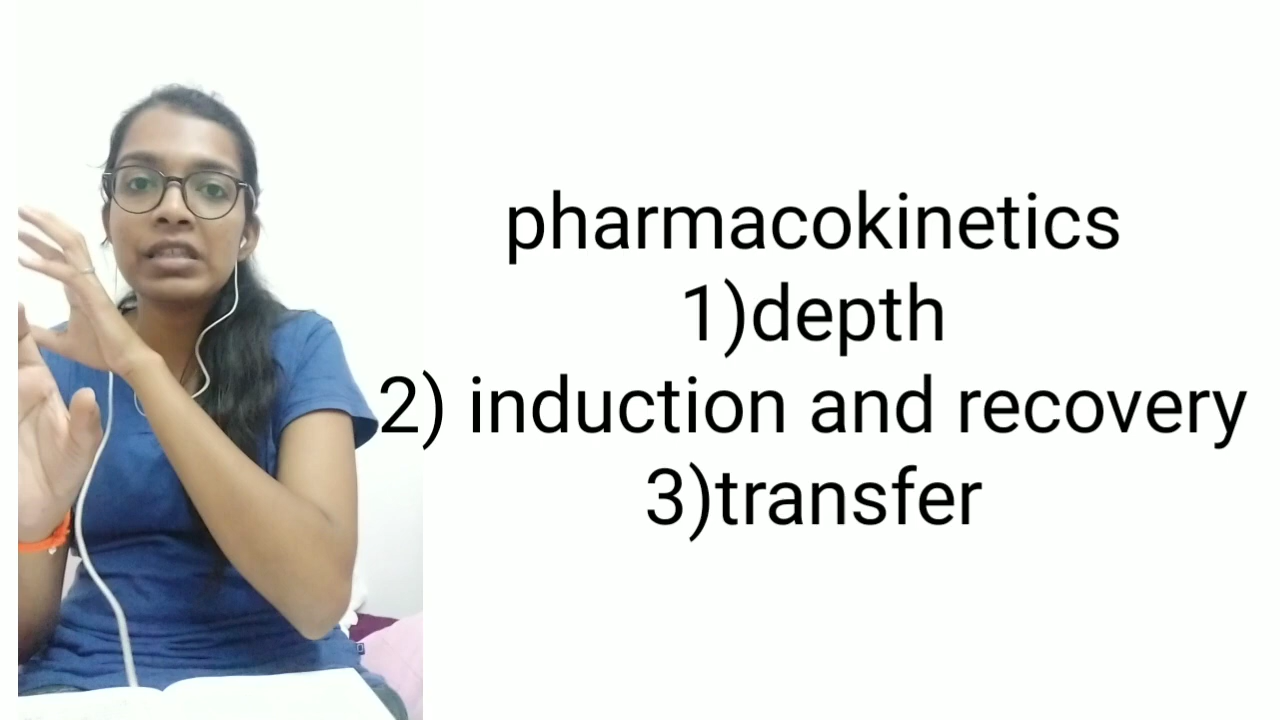 pharmacokinetics
1)depth
2) induction and recovery
3)transfer